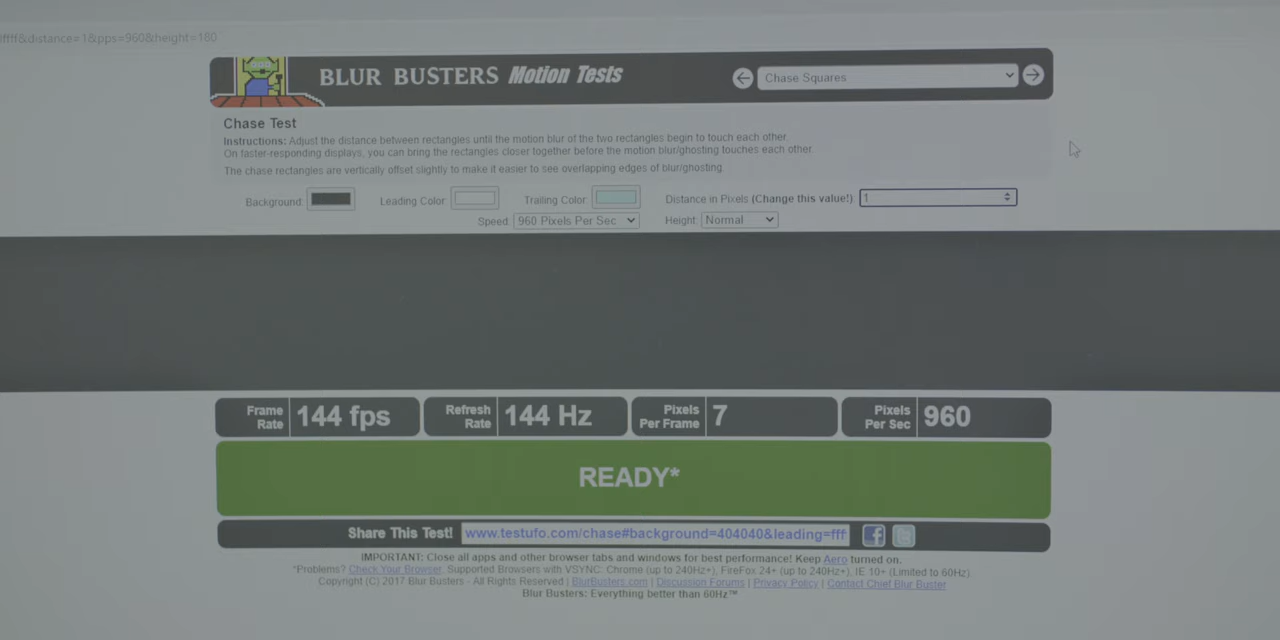 ffff&distance=1&pps=960&height=180
BLUR BUSTERS Motion Tests
Chase Squares
Chase Test
Instructions: Adjust the distance between rectangles until the motion blur of the two rectangles begin to touch each other.
On faster-responding displays, you can bring the rectangles closer together before the motion blur/ghosting touches each other.
The chase rectangles are vertically offset slightly to make it easier to see overlapping edges of blur/ghosting.
Background: Leading Color: Trailing Color: Distance in Pixels (Change this value!) 1
Speed: 960 Pixels Per Sec Height: Normal
Frame Rate 144 fps Refresh Rate 144 Hz Pixels Per Frame 7 Pixels Per Sec 960
READY*
Share This Test! www.testufo.com/chase#background=404040&leading=fff
IMPORTANT: Close all apps and other browser tabs and windows for best performance! Keep Aero turned on.
*Problems? Check Your Browser. Supported Browsers with VSYNC: Chrome (up to 240Hz+), FireFox 24+ (up to 240Hz+), IE 10+ (Limited to 60Hz)
Copyright (C) 2017 Blur Busters - All Rights Reserved | BlurBusters.com | Discussion Forums | Privacy Policy | Contact Chief Blur Buster
Blur Busters: Everything better than 60Hz™